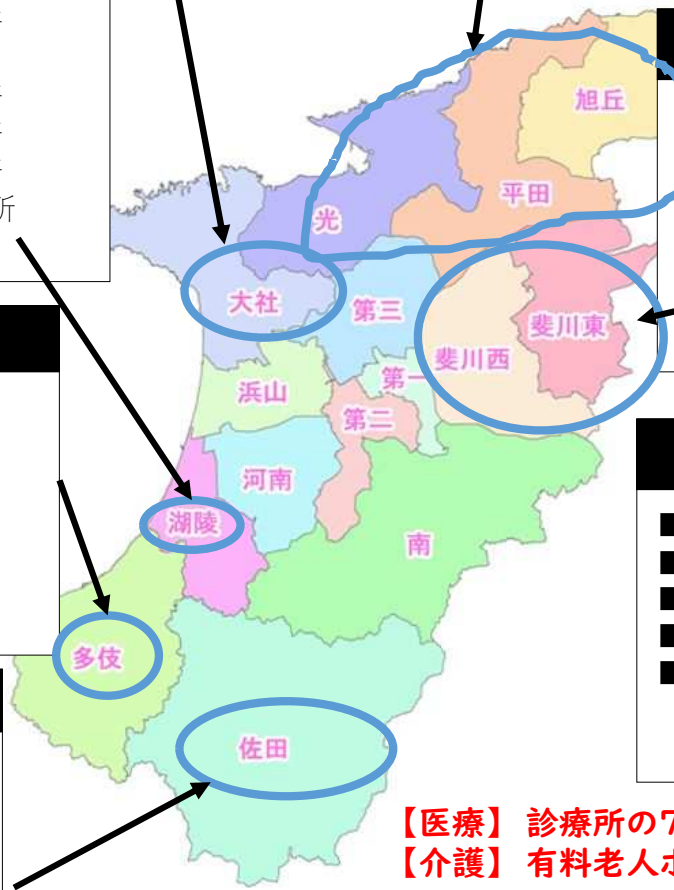 所
旭丘
平田
光
大社
第三
斐川東
斐川西
第一
浜山
第二
河南
湖陵
南
多伎
佐田
【医療】 診療所の
【介護】 有料老人ホ